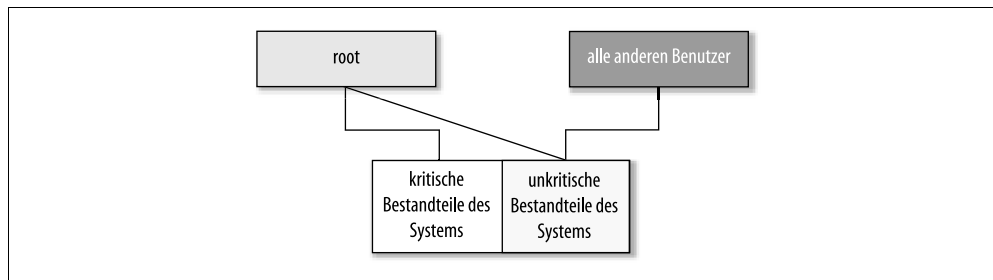 root
alle anderen Benutzer
kritische
Bestandteile des
Systems
unkritische
Bestandteile des
Systems